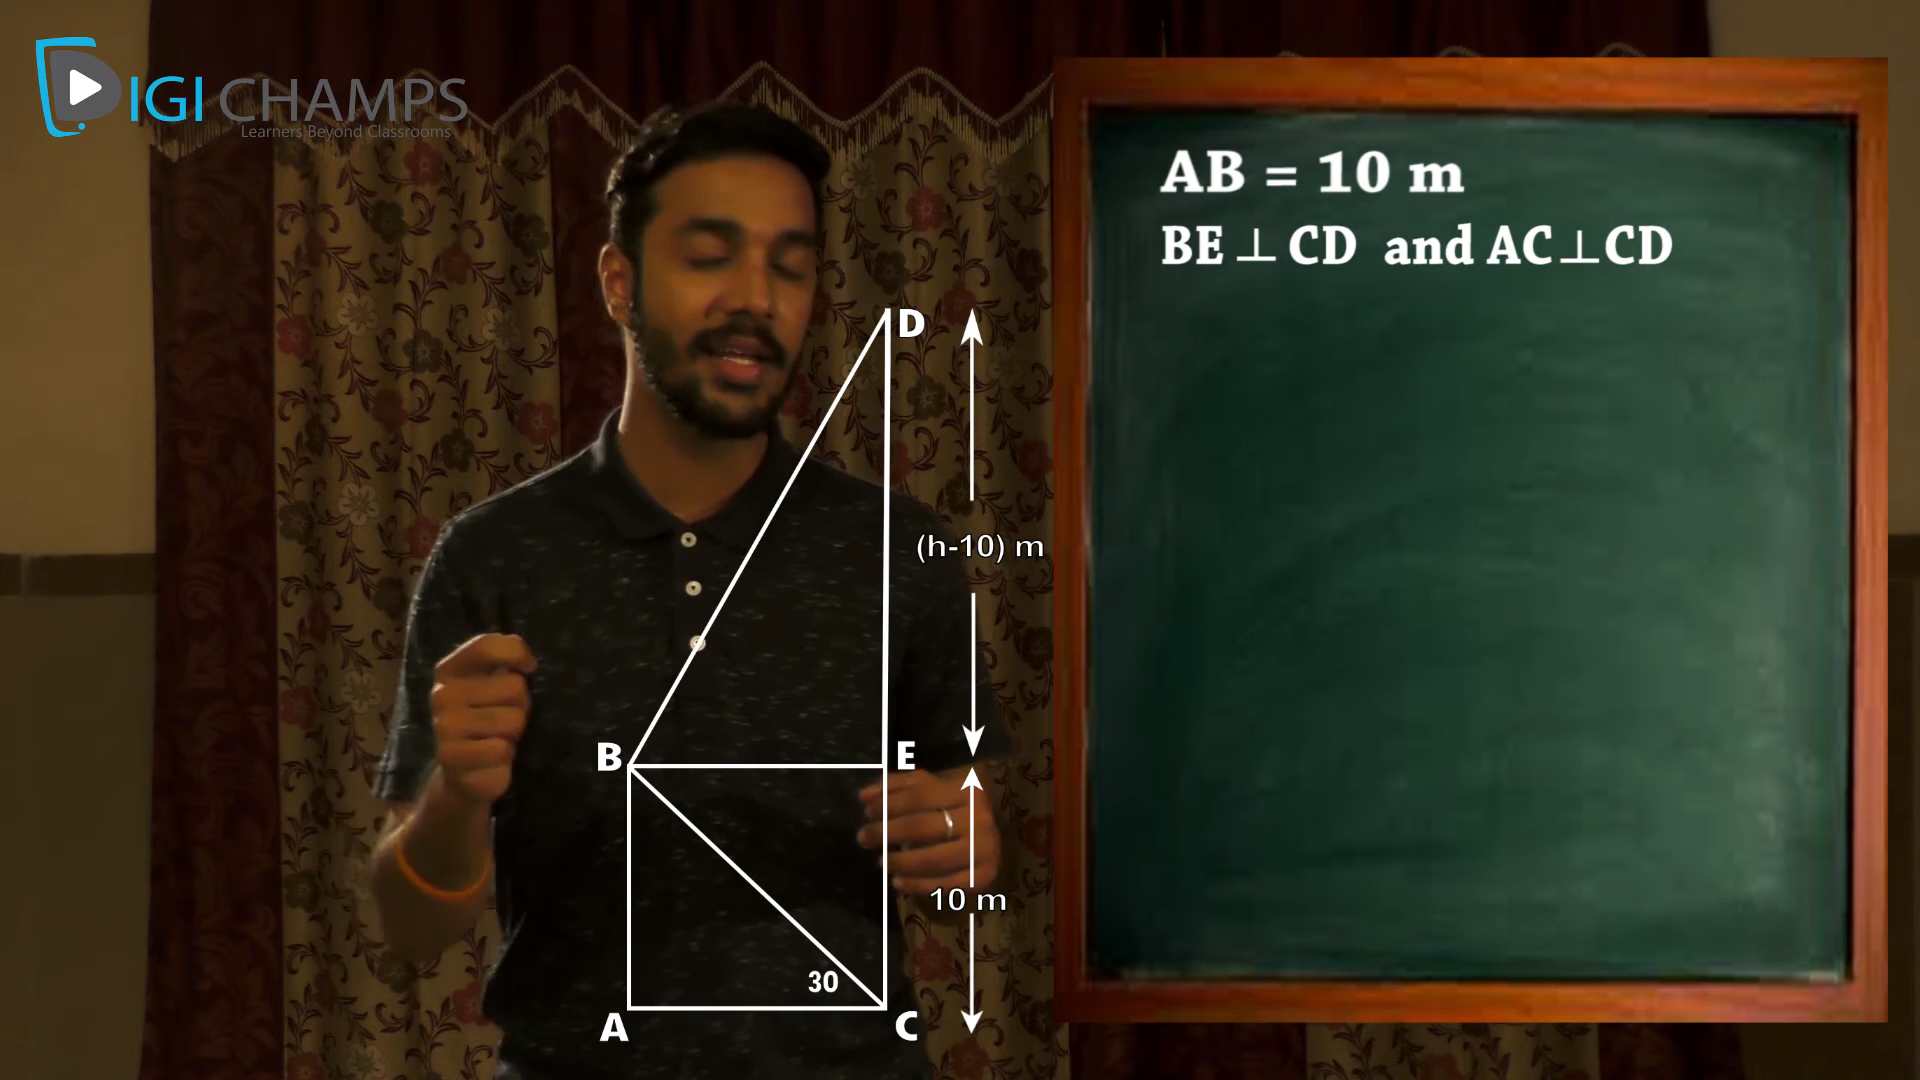 DIGI CHAMPS
Learners Beyond Classrooms
AB = 10 m
BE ⊥ CD and AC ⊥ CD
D
(h-10) m
B
E
10 m
30
A
C